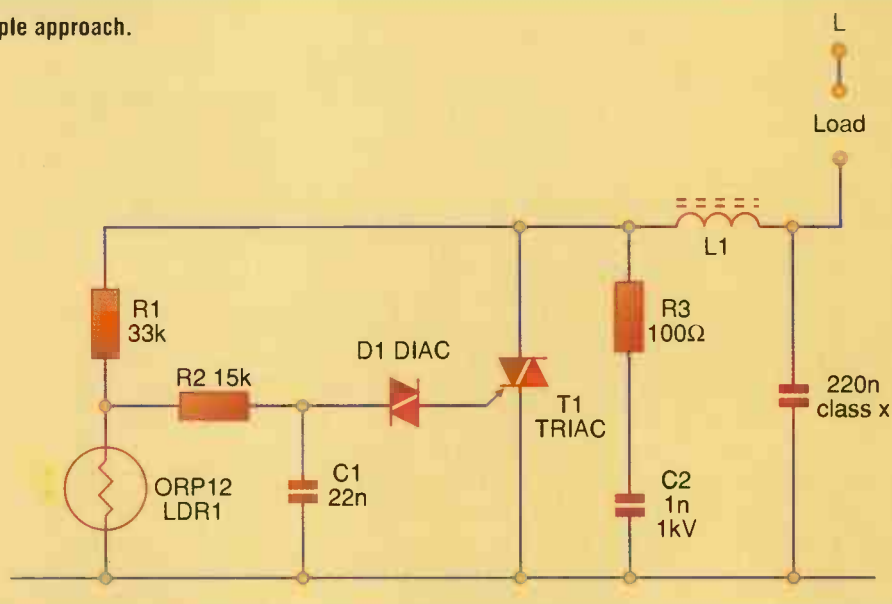 ple approach.
L
Load
L1
R1
33k
R3
100Ω
D1 DIAC
R2 15k
T1
TRIAC
220n
class x
ORP12
LDR1
C1
22n
C2
1n
1kV